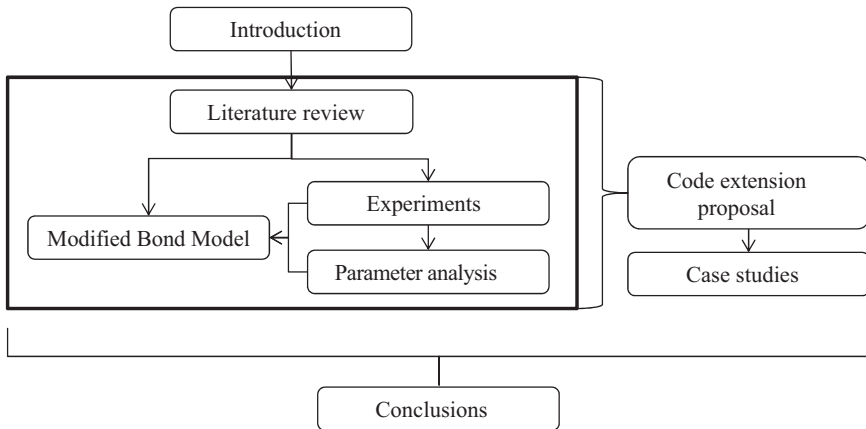 Introduction
Literature review
Experiments
Modified Bond Model
Parameter analysis
Code extension
proposal
Case studies
Conclusions